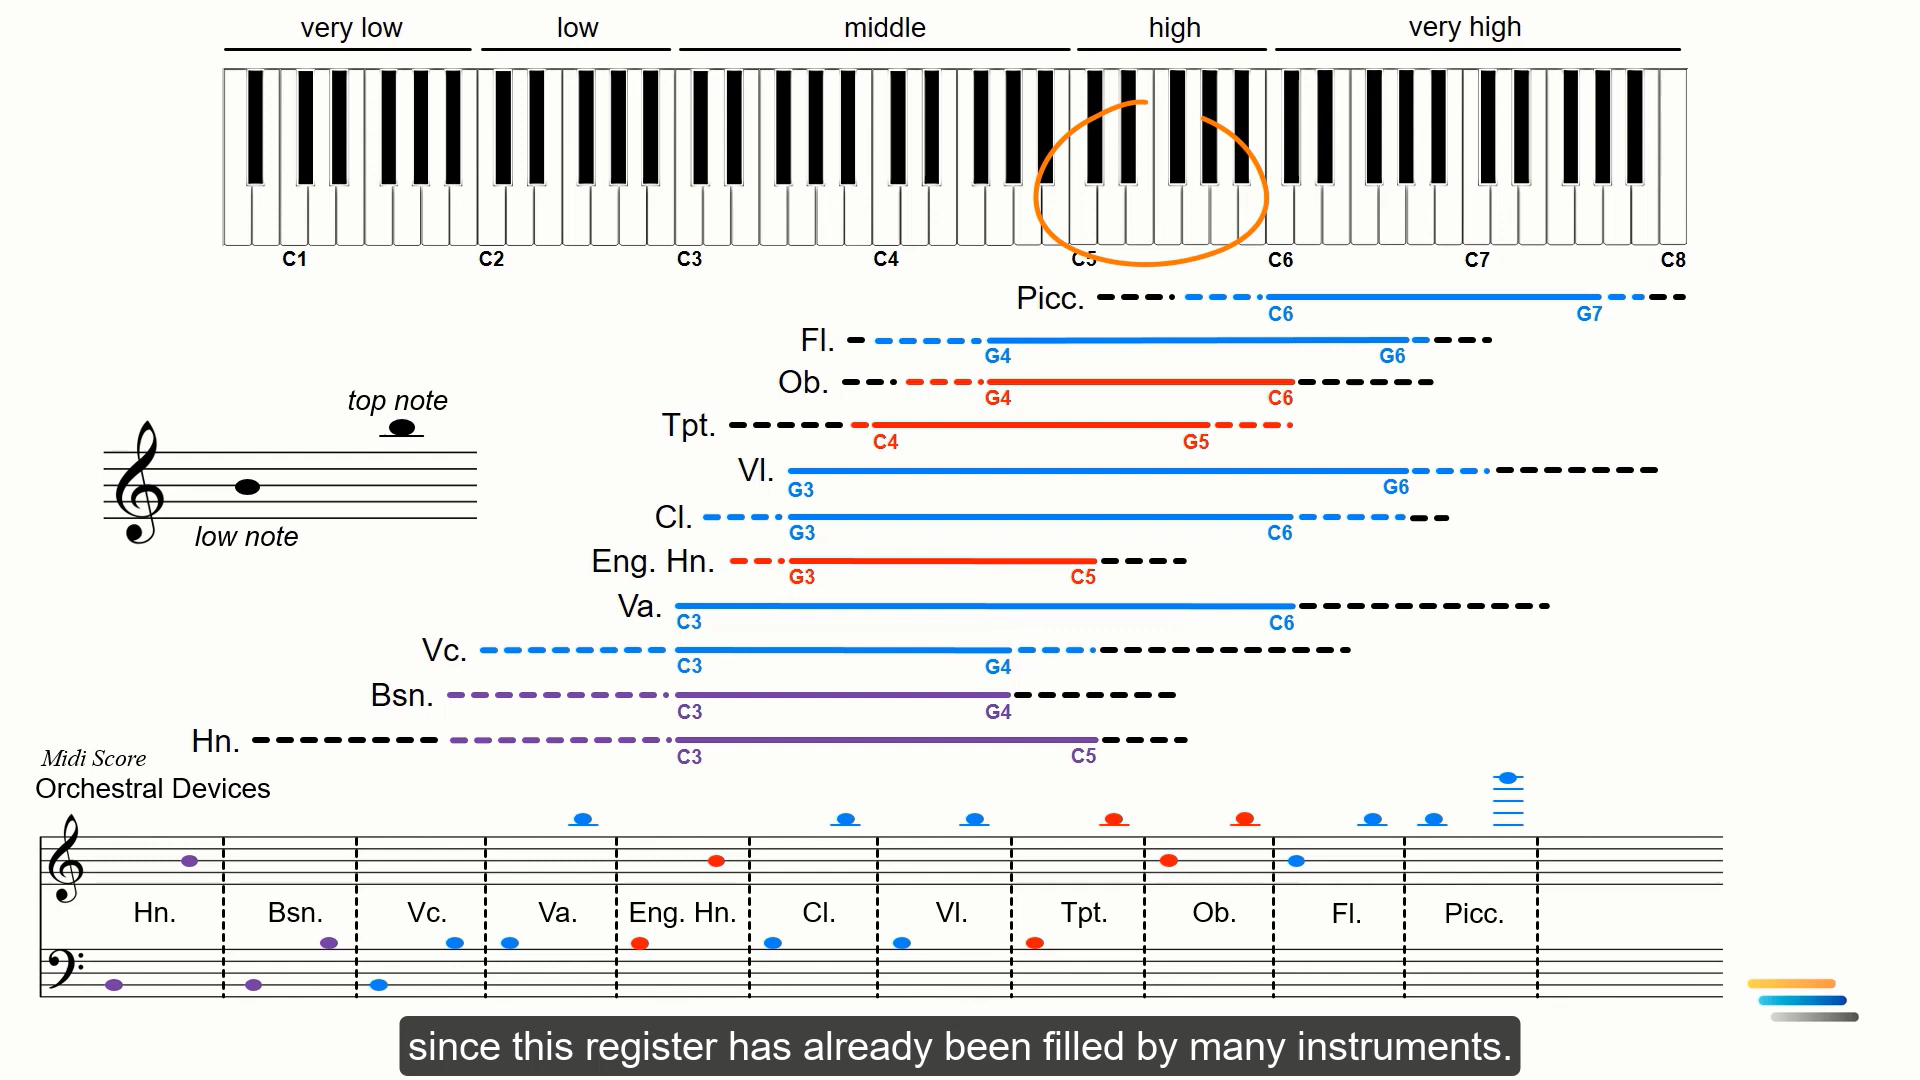 very low low middle high very high
C1 C2 C3 C4 C5 C6 C7 C8
Picc.
C6 G7
Fl.
G4 G6
Ob.
G4 C6
top note
Tpt.
C4 G5
Vl.
G3 G6
Cl.
G3 C6
low note
Eng. Hn.
G3 C5
Va.
C3 C6
Vc.
C3 G4
Bsn.
C3 G4
Hn.
C3 C5
Midi Score
Orchestral Devices
Hn. Bsn. Vc. Va. Eng. Hn. Cl. Vl. Tpt. Ob. Fl. Picc.
since this register has already been filled by many instruments.